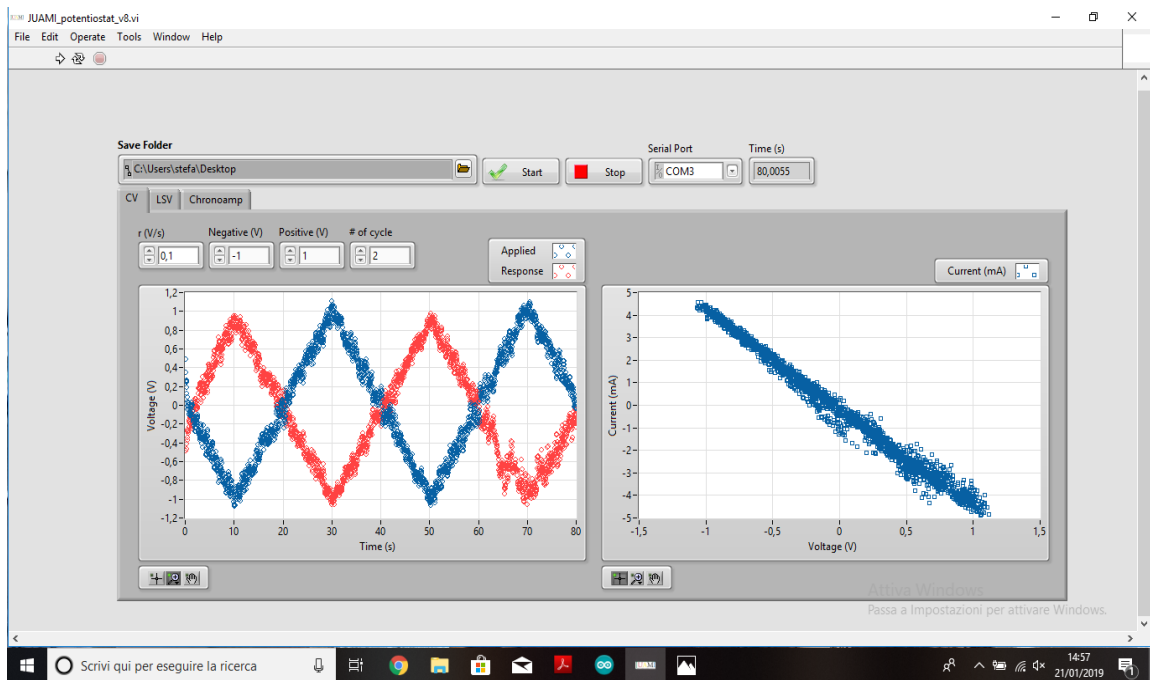 JUAMI_potentiostat_v8.vi
File Edit Operate Tools Window Help
Save Folder
C:\Users\stefa\Desktop
Start
Stop
Serial Port
COM3
Time (s)
80,0055
CV LSV Chronoamp
r (V/s) Negative (V) Positive (V) # of cycle
0,1 -1 1 2
Applied
Response
Current (mA)
1,2
1
0,8
0,6
0,4
0,2
0
-0,2
-0,4
-0,6
-0,8
-1
-1,2
Voltage (V)
0 10 20 30 40 50 60 70 80
Time (s)
5
4
3
2
1
0
-1
-2
-3
-4
-5
Current (mA)
-1,5 -1 -0,5 0 0,5 1 1,5
Voltage (V)
Attiva Windows
Passa a Impostazioni per attivare Windows.
Scrivi qui per eseguire la ricerca
14:57
21/01/2019
1